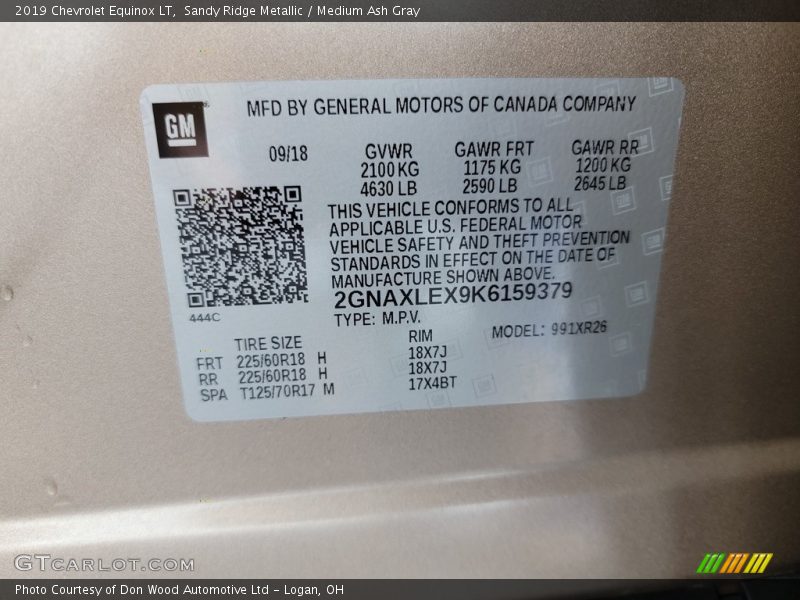 2019 Chevrolet Equinox LT, Sandy Ridge Metallic / Medium Ash Gray
GM
MFD BY GENERAL MOTORS OF CANADA COMPANY
09/18 GVWR GAWR FRT GAWR RR
2100 KG 1175 KG 1200 KG
4630 LB 2590 LB 2645 LB
THIS VEHICLE CONFORMS TO ALL
APPLICABLE U.S. FEDERAL MOTOR
VEHICLE SAFETY AND THEFT PREVENTION
STANDARDS IN EFFECT ON THE DATE OF
MANUFACTURE SHOWN ABOVE.
2GNAXLEX9K6159379
444C
TYPE: M.P.V.
TIRE SIZE RIM MODEL: 991XR26
FRT 225/60R18 H 18X7J
RR 225/60R18 H 18X7J
SPA T125/70R17 M 17X4BT
GTCARLOT.COM
Photo Courtesy of Don Wood Automotive Ltd - Logan, OH